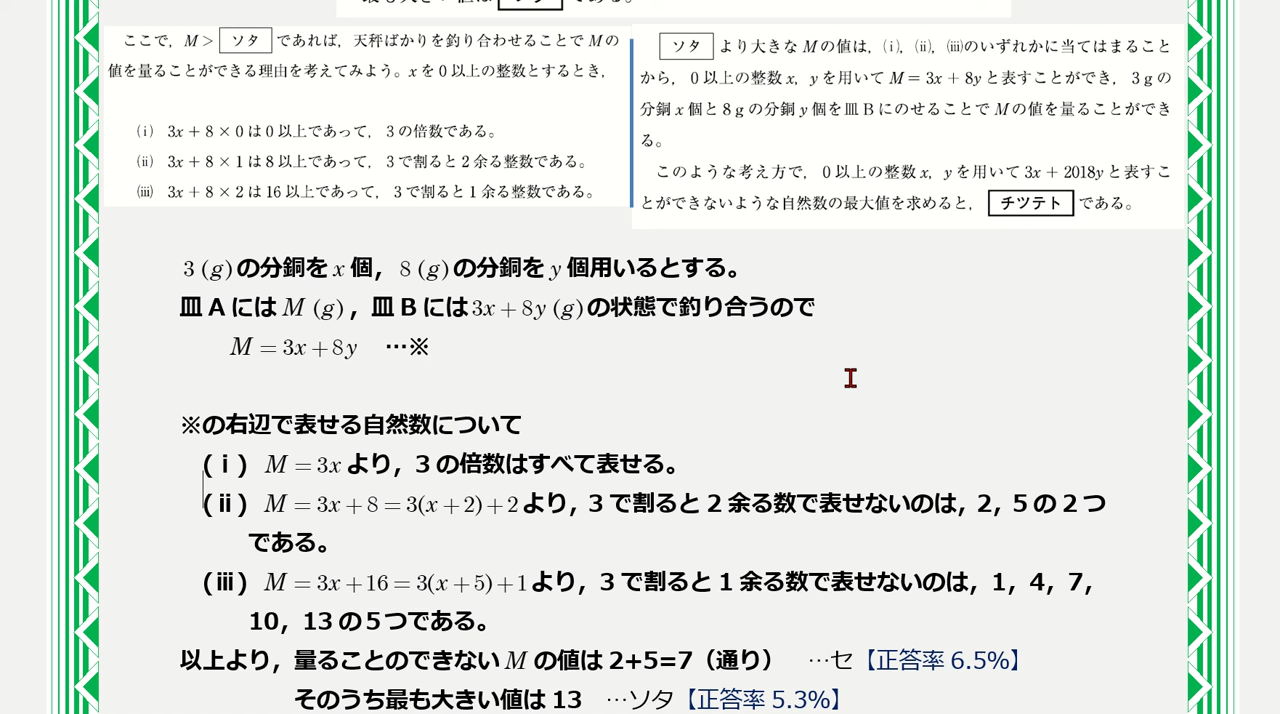 最も大きい値は ソタ である。
ここで，M＞ ソタ であれば，天秤ばかりを釣り合わせることで M の
値を量ることができる理由を考えてみよう。x を 0 以上の整数とするとき，
(ⅰ) 3x + 8 × 0 は 0 以上であって，3 の倍数である。
(ⅱ) 3x + 8 × 1 は 8 以上であって，3 で割ると 2 余る整数である。
(ⅲ) 3x + 8 × 2 は 16 以上であって，3 で割ると 1 余る整数である。
ソタ より大きな M の値は，(ⅰ)，(ⅱ)，(ⅲ)のいずれかに当てはまること
から，0 以上の整数 x，y を用いて M = 3x + 8y と表すことができ，3 g の
分銅 x 個と 8 g の分銅 y 個を皿 B にのせることで M の値を量ることができ
る。
このような考え方で，0 以上の整数 x，y を用いて 3x + 2018y と表すこ
とができないような自然数の最大値を求めると， チツテト である。
3 (g)の分銅を x 個，8 (g)の分銅を y 個用いるとする。
皿 A には M (g)，皿 B には 3x + 8y (g)の状態で釣り合うので
M = 3x + 8y …※
※の右辺で表せる自然数について
(ⅰ) M = 3x より，3 の倍数はすべて表せる。
(ⅱ) M = 3x + 8 = 3(x + 2) + 2 より，3 で割ると 2 余る数で表せないのは，2，5 の 2 つ
である。
(ⅲ) M = 3x + 16 = 3(x + 5) + 1 より，3 で割ると 1 余る数で表せないのは，1，4，7，
10，13 の 5 つである。
以上より，量ることのできない M の値は 2+5=7（通り） …セ【正答率 6.5%】
そのうち最も大きい値は 13 …ソタ【正答率 5.3%】